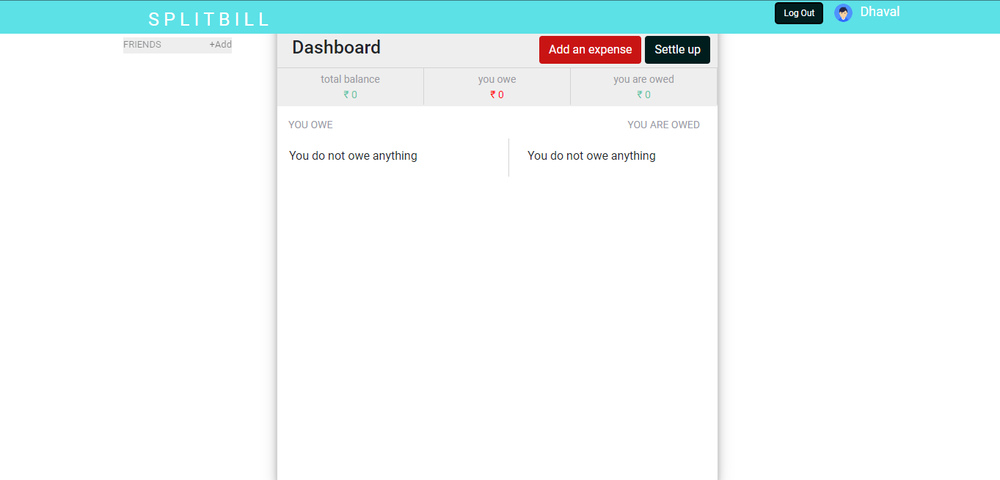 SPLITBILL
Log Out
Dhaval
FRIENDS
+Add
Dashboard
Add an expense
Settle up
total balance
₹ 0
you owe
₹ 0
you are owed
₹ 0
YOU OWE
YOU ARE OWED
You do not owe anything
You do not owe anything